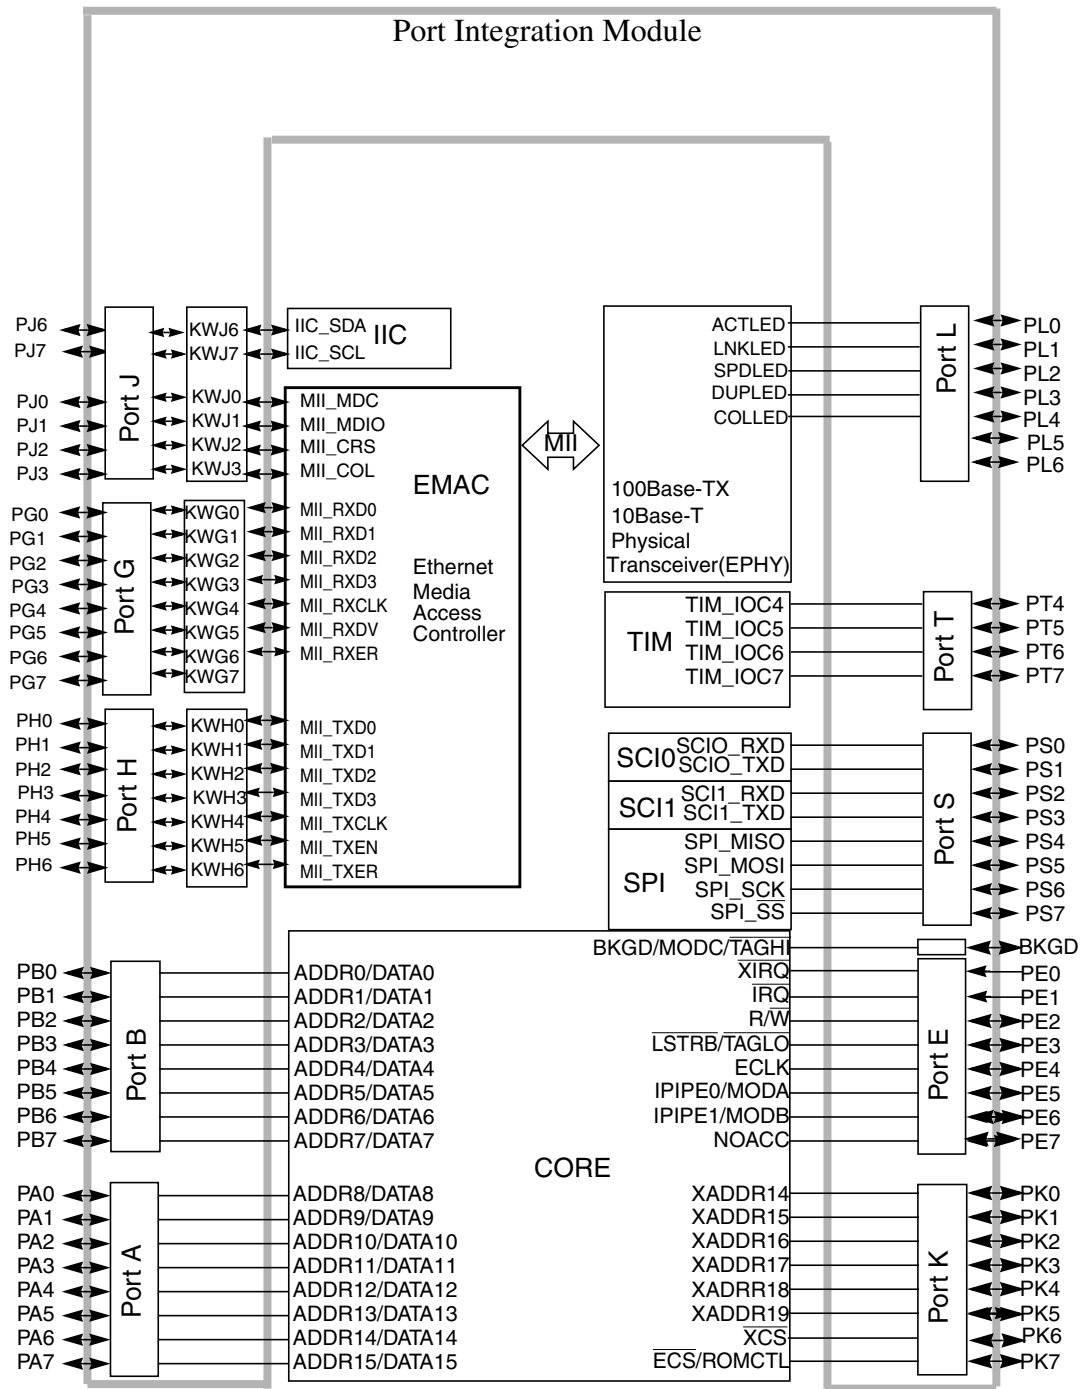 Port Integration Module
PJ6
PJ7
PJ0
PJ1
PJ2
PJ3
Port J
KWJ6
KWJ7
KWJ0
KWJ1
KWJ2
KWJ3
IIC_SDA
IIC_SCL
IIC
PG0
PG1
PG2
PG3
PG4
PG5
PG6
PG7
Port G
KWG0
KWG1
KWG2
KWG3
KWG4
KWG5
KWG6
KWG7
PH0
PH1
PH2
PH3
PH4
PH5
PH6
Port H
KWH0
KWH1
KWH2
KWH3
KWH4
KWH5
KWH6
MII_MDC
MII_MDIO
MII_CRS
MII_COL
MII_RXD0
MII_RXD1
MII_RXD2
MII_RXD3
MII_RXCLK
MII_RXDV
MII_RXER
MII_TXD0
MII_TXD1
MII_TXD2
MII_TXD3
MII_TXCLK
MII_TXEN
MII_TXER
EMAC
Ethernet
Media
Access
Controller
MII
ACTLED
LNKLED
SPDLED
DUPLED
COLLED
100Base-TX
10Base-T
Physical
Transceiver(EPHY)
Port L
PL0
PL1
PL2
PL3
PL4
PL5
PL6
TIM
TIM_IOC4
TIM_IOC5
TIM_IOC6
TIM_IOC7
Port T
PT4
PT5
PT6
PT7
SCI0
SCIO_RXD
SCIO_TXD
SCI1
SCI1_RXD
SCI1_TXD
SPI
SPI_MISO
SPI_MOSI
SPI_SCK
SPI_SS
Port S
PS0
PS1
PS2
PS3
PS4
PS5
PS6
PS7
PB0
PB1
PB2
PB3
PB4
PB5
PB6
PB7
Port B
ADDR0/DATA0
ADDR1/DATA1
ADDR2/DATA2
ADDR3/DATA3
ADDR4/DATA4
ADDR5/DATA5
ADDR6/DATA6
ADDR7/DATA7
PA0
PA1
PA2
PA3
PA4
PA5
PA6
PA7
Port A
ADDR8/DATA8
ADDR9/DATA9
ADDR10/DATA10
ADDR11/DATA11
ADDR12/DATA12
ADDR13/DATA13
ADDR14/DATA14
ADDR15/DATA15
CORE
BKGD/MODC/TAGHI
XIRQ
IRQ
R/W
LSTRB/TAGLO
ECLK
IPIPE0/MODA
IPIPE1/MODB
NOACC
Port E
BKGD
PE0
PE1
PE2
PE3
PE4
PE5
PE6
PE7
XADDR14
XADDR15
XADDR16
XADDR17
XADRR18
XADDR19
XCS
ECS/ROMCTL
Port K
PK0
PK1
PK2
PK3
PK4
PK5
PK6
PK7